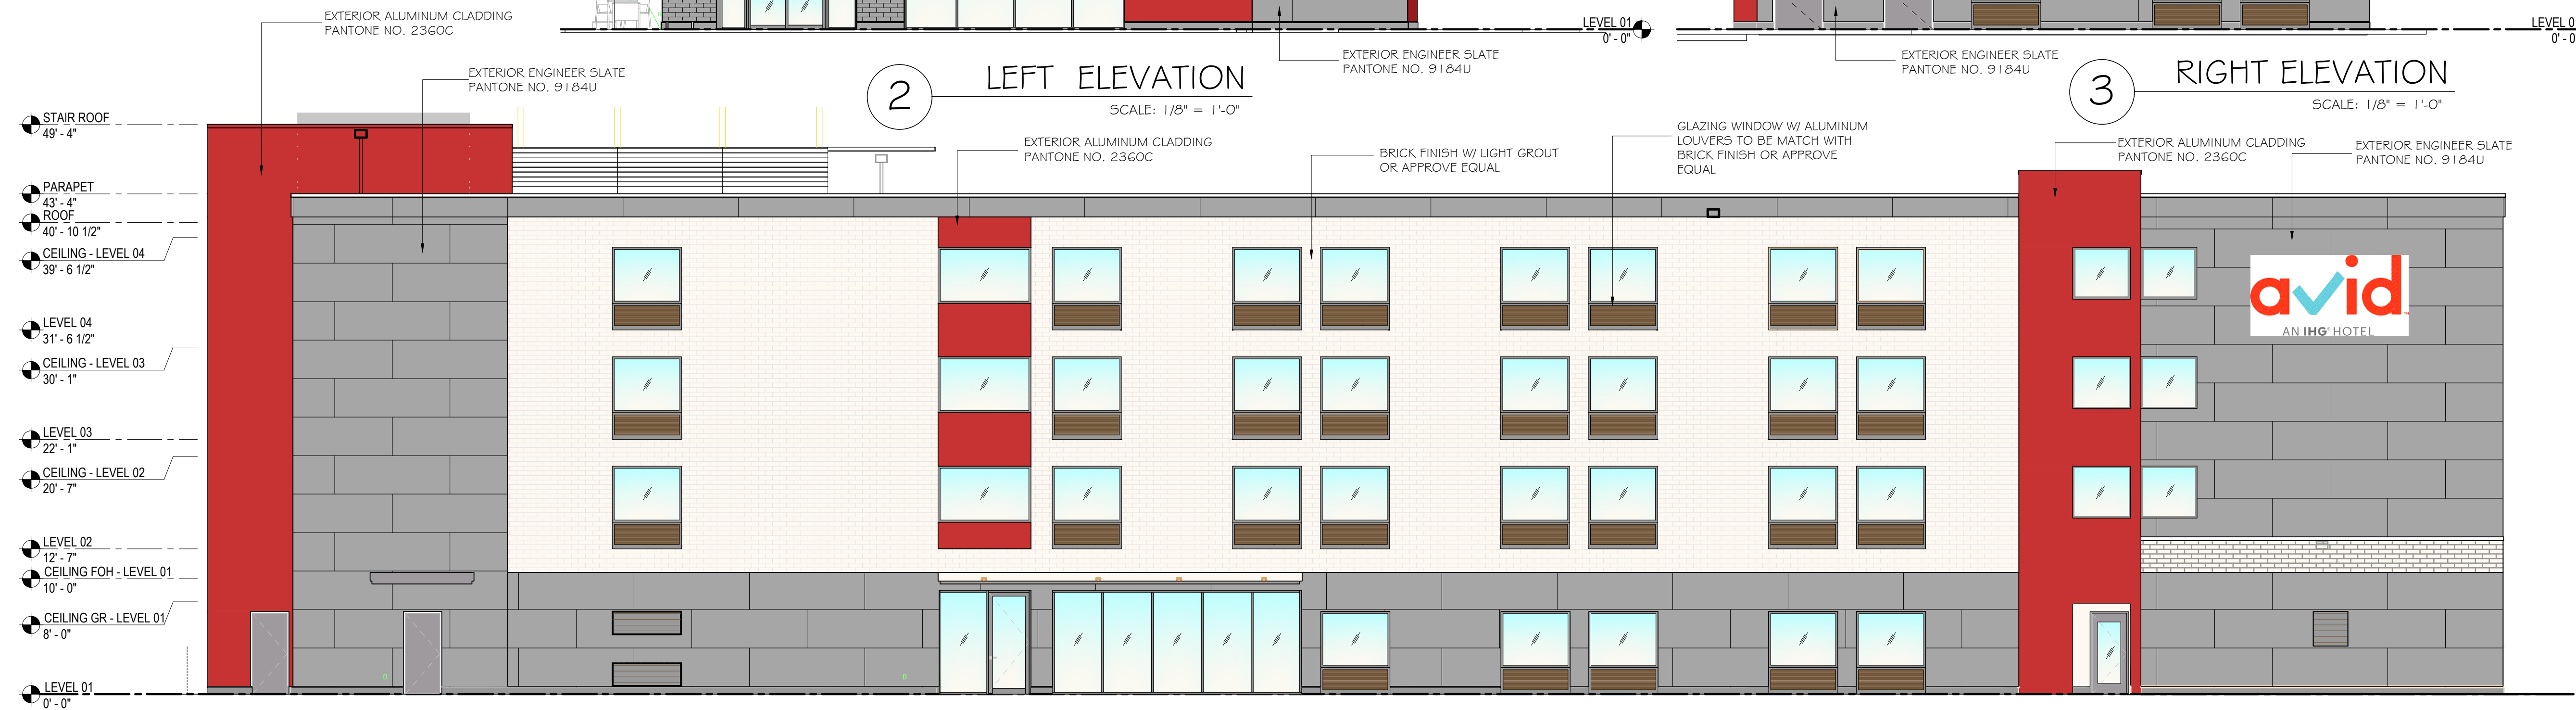 EXTERIOR ALUMINUM CLADDING
PANTONE NO. 2360C
LEVEL 01
0' - 0"
LEVEL 0
0' - 0
EXTERIOR ENGINEER SLATE
PANTONE NO. 9184U
EXTERIOR ENGINEER SLATE
PANTONE NO. 9184U
EXTERIOR ENGINEER SLATE
PANTONE NO. 9184U
2
LEFT ELEVATION
SCALE: 1/8" = 1'-0"
3
RIGHT ELEVATION
SCALE: 1/8" = 1'-0"
EXTERIOR ALUMINUM CLADDING
PANTONE NO. 2360C
BRICK FINISH W/ LIGHT GROUT
OR APPROVE EQUAL
GLAZING WINDOW W/ ALUMINUM
LOUVERS TO BE MATCH WITH
BRICK FINISH OR APPROVE
EQUAL
EXTERIOR ALUMINUM CLADDING
PANTONE NO. 2360C
EXTERIOR ENGINEER SLATE
PANTONE NO. 9184U
STAIR ROOF
49' - 4"
PARAPET
43' - 4"
ROOF
40' - 10 1/2"
CEILING - LEVEL 04
39' - 6 1/2"
LEVEL 04
31' - 6 1/2"
CEILING - LEVEL 03
30' - 1"
LEVEL 03
22' - 1"
CEILING - LEVEL 02
20' - 7"
LEVEL 02
12' - 7"
CEILING FOH - LEVEL 01
10' - 0"
CEILING GR - LEVEL 01
8' - 0"
LEVEL 01
0' - 0"
avid
AN IHG® HOTEL